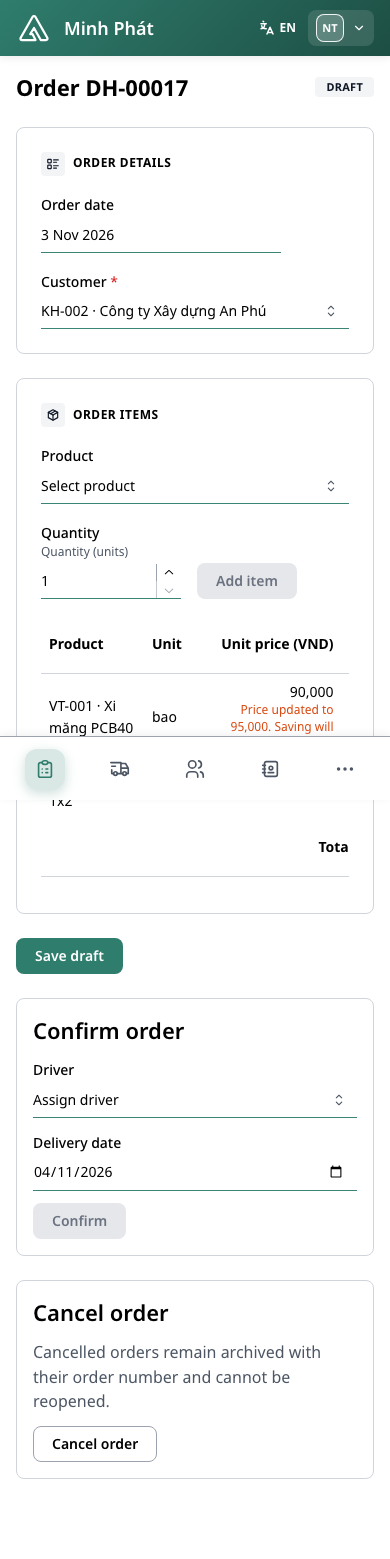 Minh Phát
EN
NT
Order DH-00017
DRAFT
ORDER DETAILS
Order date
3 Nov 2026
Customer *
KH-002 · Công ty Xây dựng An Phú
ORDER ITEMS
Product
Select product
Quantity
Quantity (units)
1
Add item
Product Unit Unit price (VND)
90,000
VT-001 · Xi
măng PCB40
bao
Price updated to
95,000. Saving will
1x2
Tota
Save draft
Confirm order
Driver
Assign driver
Delivery date
04/11/2026
Confirm
Cancel order
Cancelled orders remain archived with
their order number and cannot be
reopened.
Cancel order